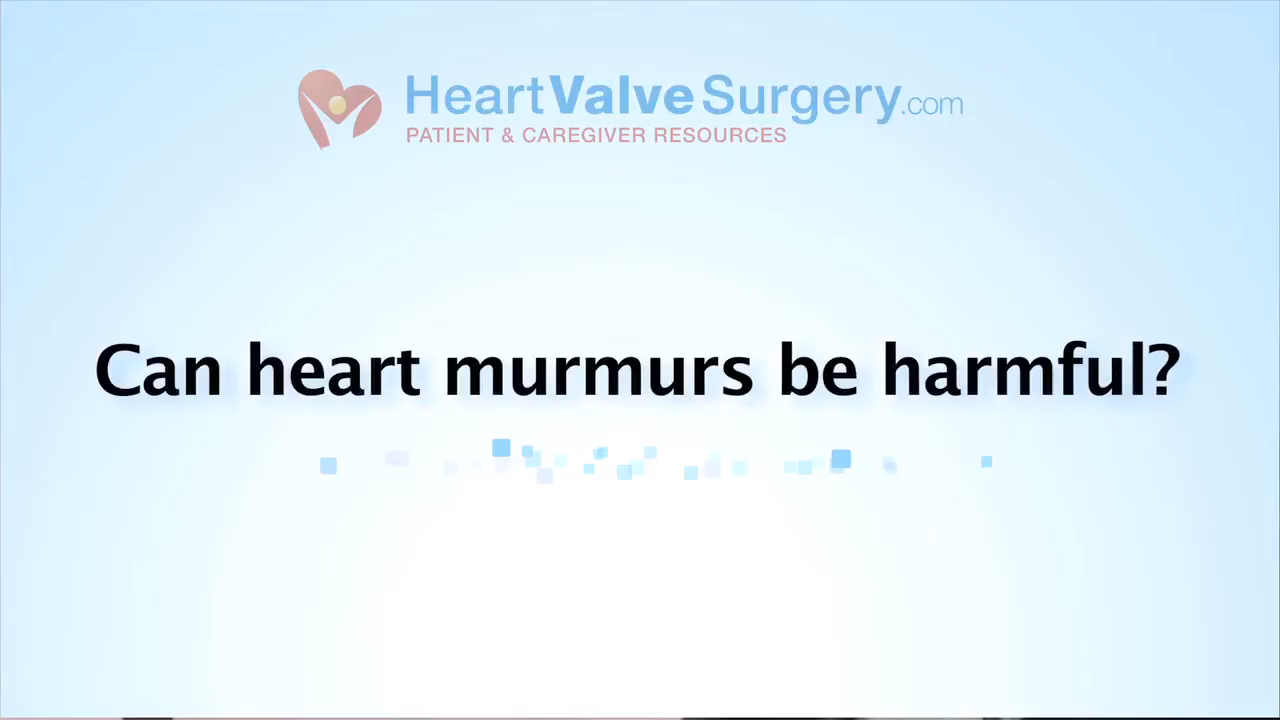 HeartValveSurgery.com
PATIENT & CAREGIVER RESOURCES
Can heart murmurs be harmful?